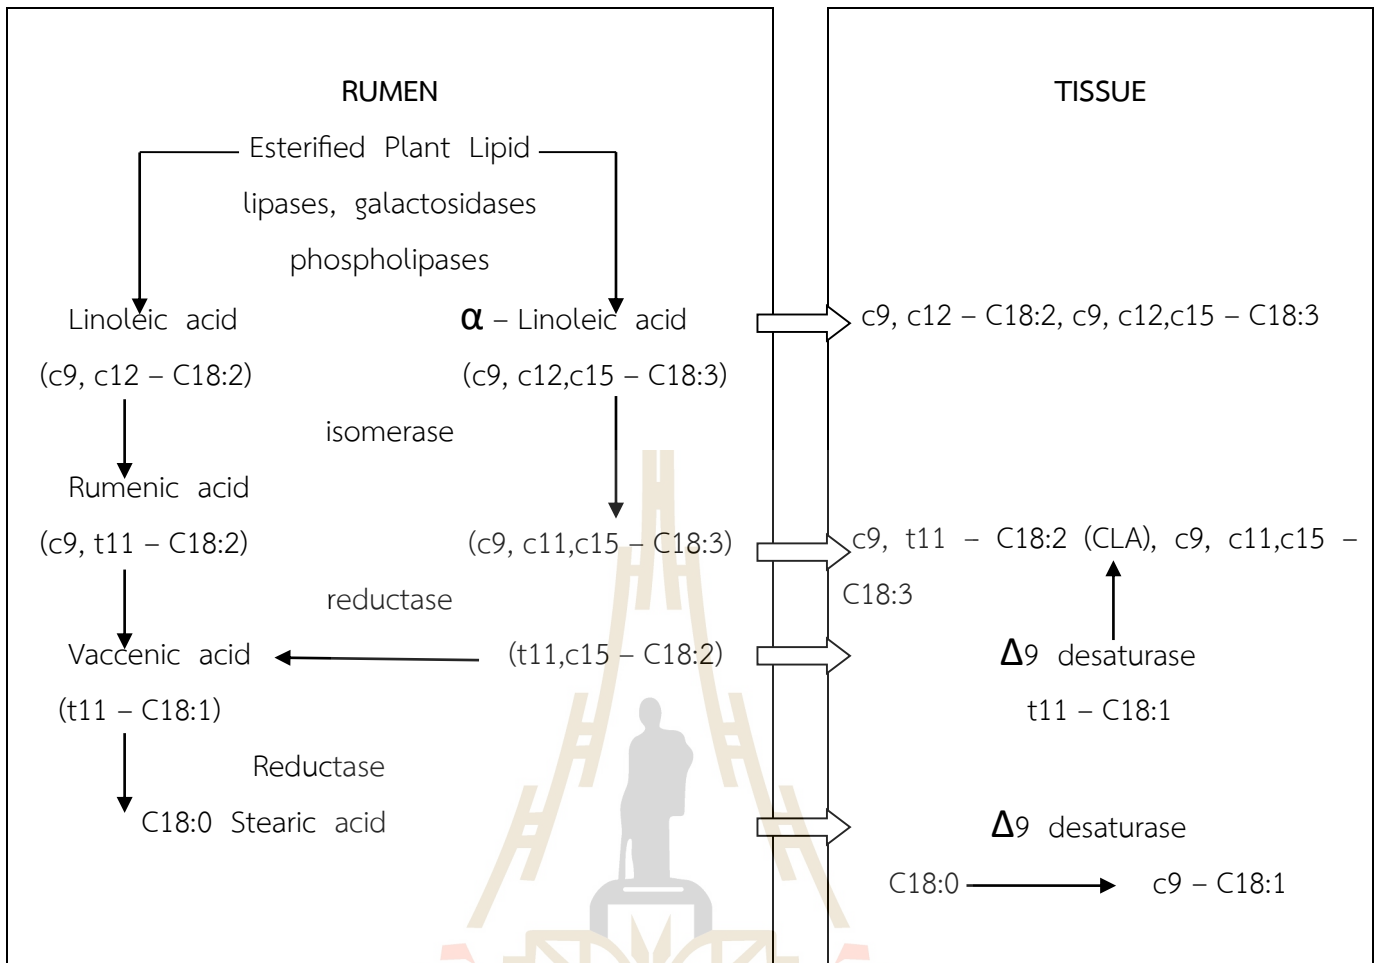 RUMEN
Esterified Plant Lipid
lipases, galactosidases
phospholipases
Linoleic acid
α – Linoleic acid
(c9, c12 – C18:2)
(c9, c12,c15 – C18:3)
isomerase
Rumenic acid
(c9, t11 – C18:2)
(c9, c11,c15 – C18:3)
reductase
Vaccenic acid
(t11,c15 – C18:2)
(t11 – C18:1)
Reductase
C18:0 Stearic acid
TISSUE
c9, c12 – C18:2, c9, c12,c15 – C18:3
c9, t11 – C18:2 (CLA), c9, c11,c15 –
C18:3
Δ9 desaturase
t11 – C18:1
Δ9 desaturase
C18:0
c9 – C18:1